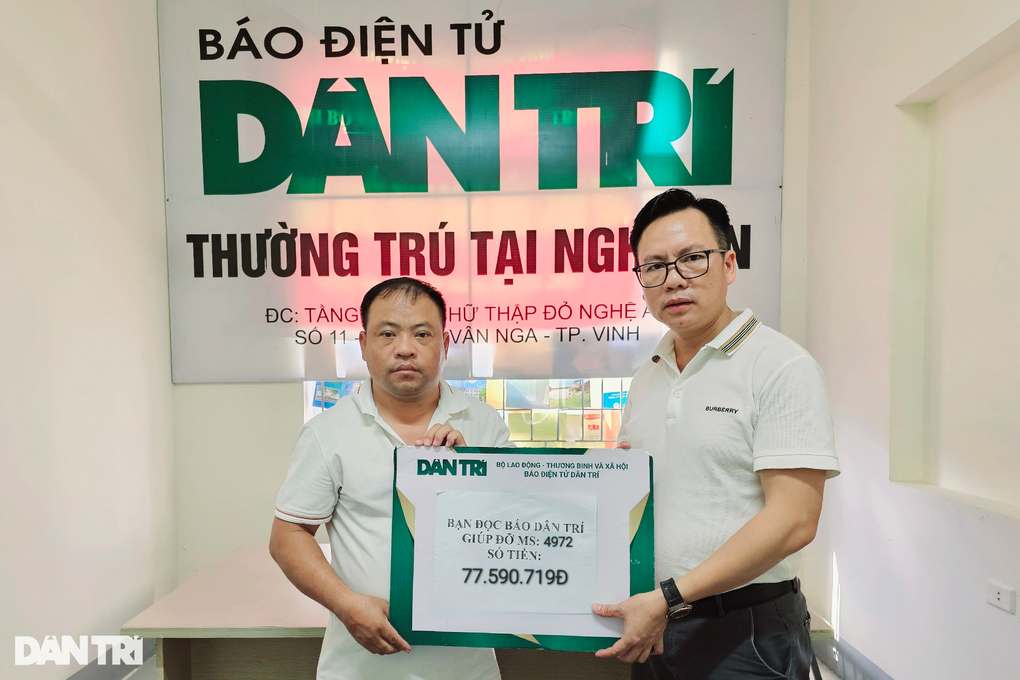 BÁO ĐIỆN TỬ
DÂN TRÍ
THƯỜNG TRÚ TẠI NGH N
ĐC: TẦNG HỮ THẬP ĐỎ NGHỆ A
SỐ 11 - VÂN NGA - TP. VINH
DÂN TRÍ
BỘ LAO ĐỘNG - THƯƠNG BINH VÀ XÃ HỘI
BÁO ĐIỆN TỬ DÂN TRÍ
BẠN ĐỌC BÁO DÂN TRÍ
GIÚP ĐỠ MS: 4972
SỐ TIỀN:
77.590.719Đ
BURBERRY
DÂN TRÍ